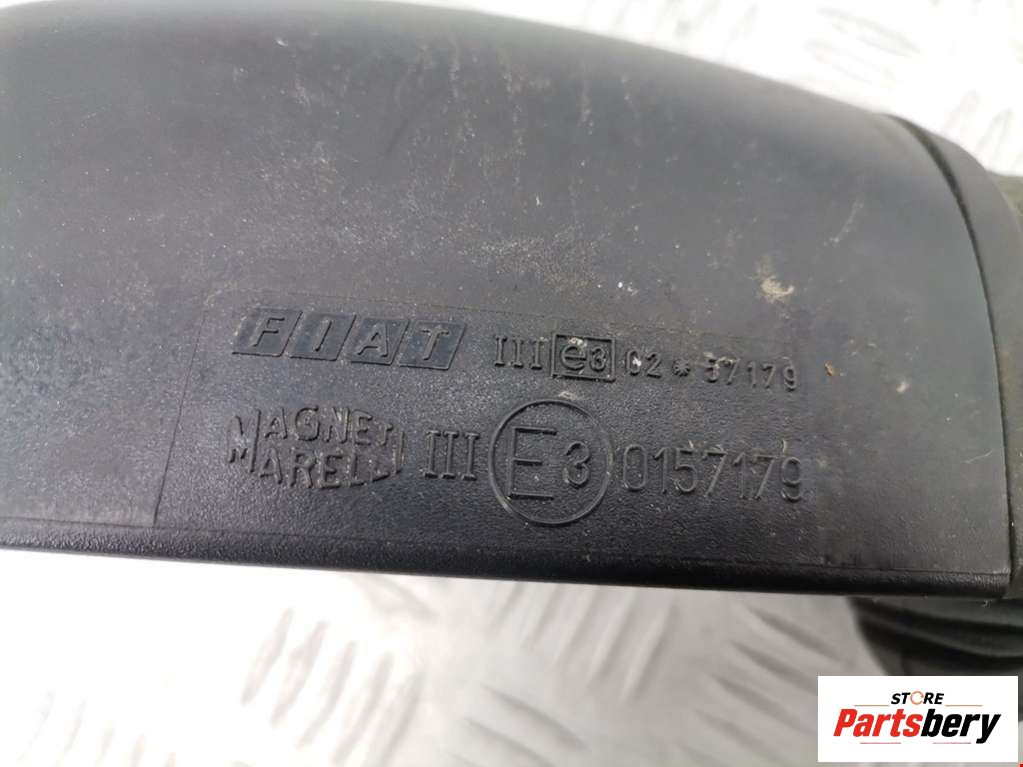 FIAT III e3 02*57179
MAGNETI MARELLI III E3 0157179
STORE
Partsbery